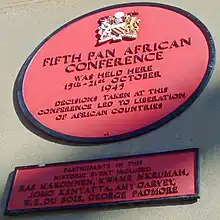 FIFTH PAN AFRICAN
CONFERENCE
WAS HELD HERE
15TH-21ST OCTOBER
1945
DECISIONS TAKEN AT THIS
CONFERENCE LED TO LIBERATION
OF AFRICAN COUNTRIES
PARTICIPANTS IN THIS
HISTORIC EVENT INCLUDED
RAS MAKONNEN, KWAME NKRUMAH,
JOMO KENYATTA, AMY GARVEY,
W.E. DU BOIS, GEORGE PADMORE